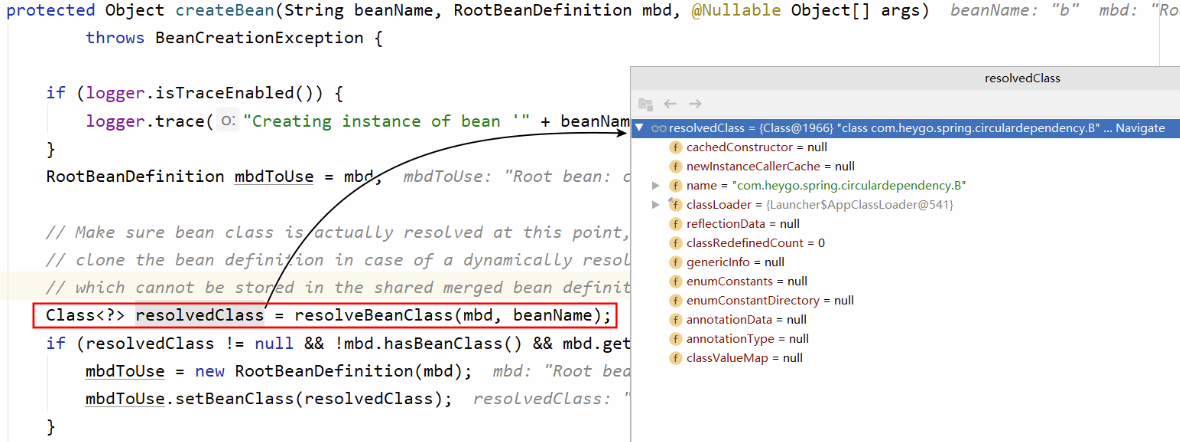 protected Object createBean(String beanName, RootBeanDefinition mbd, @Nullable Object[] args) beanName: "b" mbd: "Ro
throws BeanCreationException {
if (logger.isTraceEnabled()) {
logger.trace( o: "Creating instance of bean '" + beanNam
}
RootBeanDefinition mbdToUse = mbd; mbdToUse: "Root bean: c
// Make sure bean class is actually resolved at this point,
// clone the bean definition in case of a dynamically resol
// which cannot be stored in the shared merged bean definit
Class<?> resolvedClass = resolveBeanClass(mbd, beanName);
if (resolvedClass != null && !mbd.hasBeanClass() && mbd.get
mbdToUse = new RootBeanDefinition(mbd); mbd: "Root bea
mbdToUse.setBeanClass(resolvedClass); resolvedClass: "
}
resolvedClass
resolvedClass = {Class@1966} "class com.heygo.spring.circulardependency.B" ... Navigate
f cachedConstructor = null
f newInstanceCallerCache = null
f name = "com.heygo.spring.circulardependency.B"
f classLoader = {Launcher$AppClassLoader@541}
f reflectionData = null
f classRedefinedCount = 0
f genericInfo = null
f enumConstants = null
f enumConstantDirectory = null
f annotationData = null
f annotationType = null
f classValueMap = null